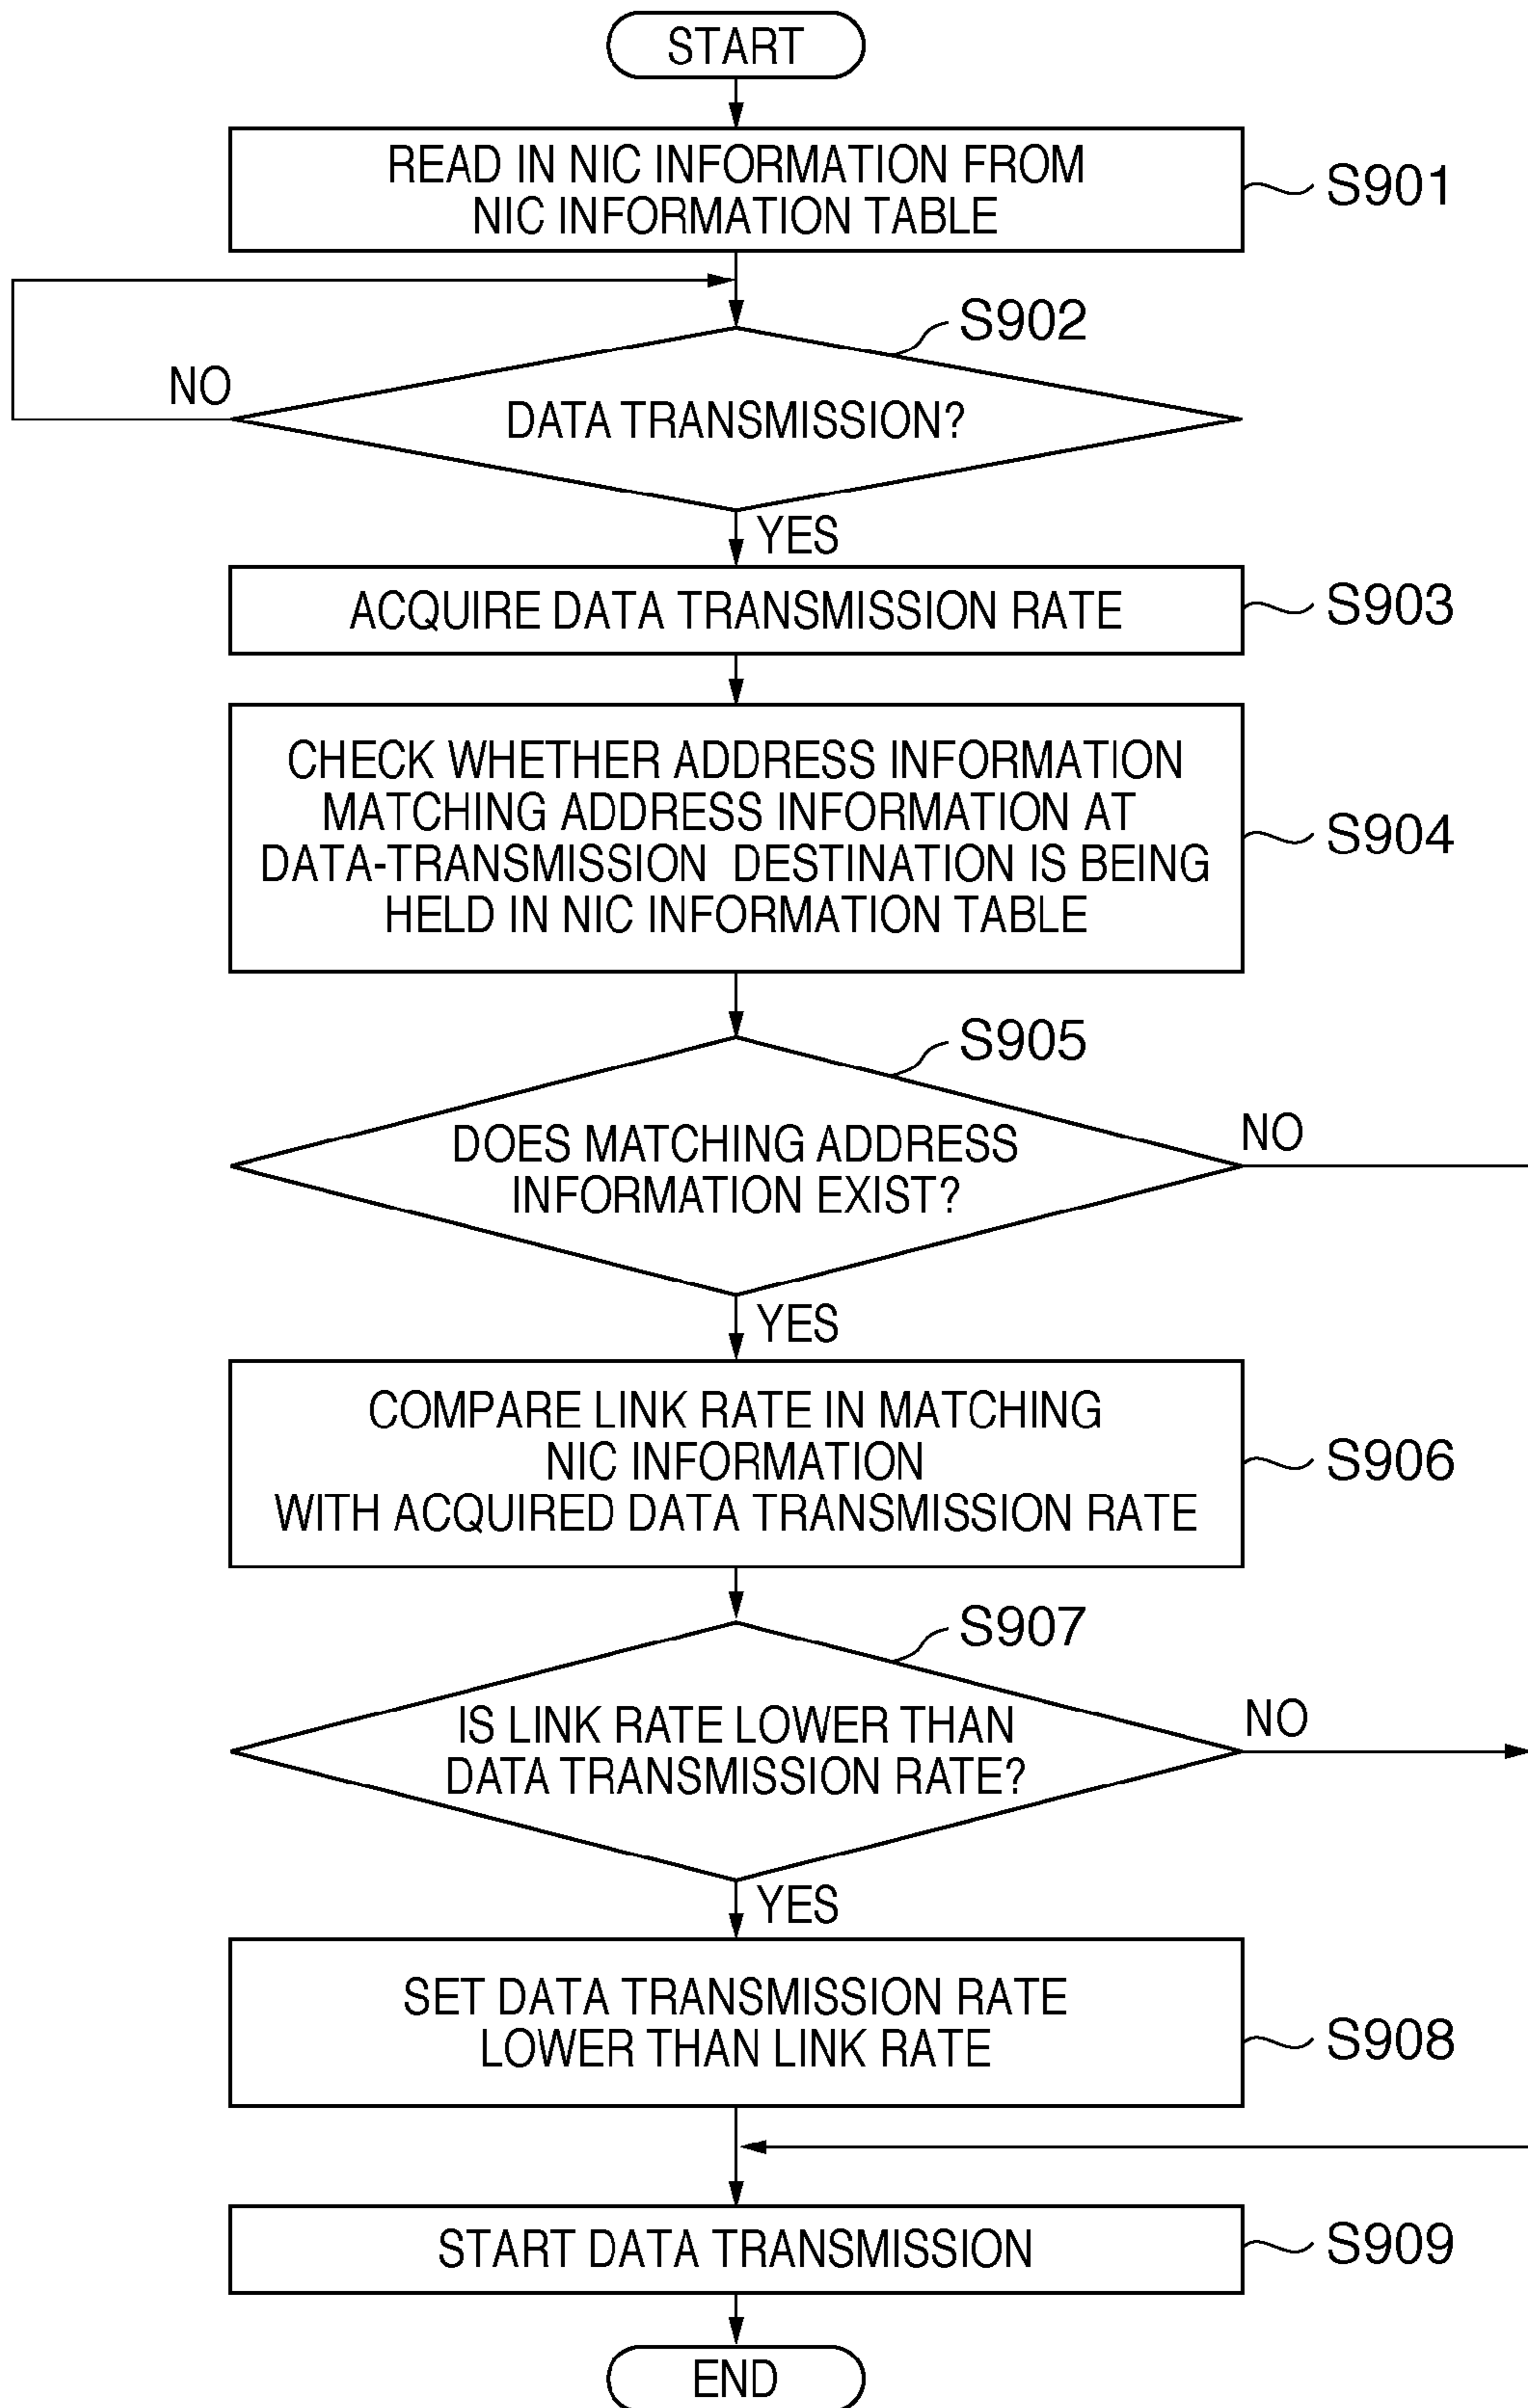 START
READ IN NIC INFORMATION FROM
NIC INFORMATION TABLE
S901
S902
NO
DATA TRANSMISSION?
YES
ACQUIRE DATA TRANSMISSION RATE
S903
CHECK WHETHER ADDRESS INFORMATION
MATCHING ADDRESS INFORMATION AT
DATA-TRANSMISSION DESTINATION IS BEING
HELD IN NIC INFORMATION TABLE
S904
S905
DOES MATCHING ADDRESS
INFORMATION EXIST?
NO
YES
COMPARE LINK RATE IN MATCHING
NIC INFORMATION
WITH ACQUIRED DATA TRANSMISSION RATE
S906
S907
IS LINK RATE LOWER THAN
DATA TRANSMISSION RATE?
NO
YES
SET DATA TRANSMISSION RATE
LOWER THAN LINK RATE
S908
START DATA TRANSMISSION
S909
END